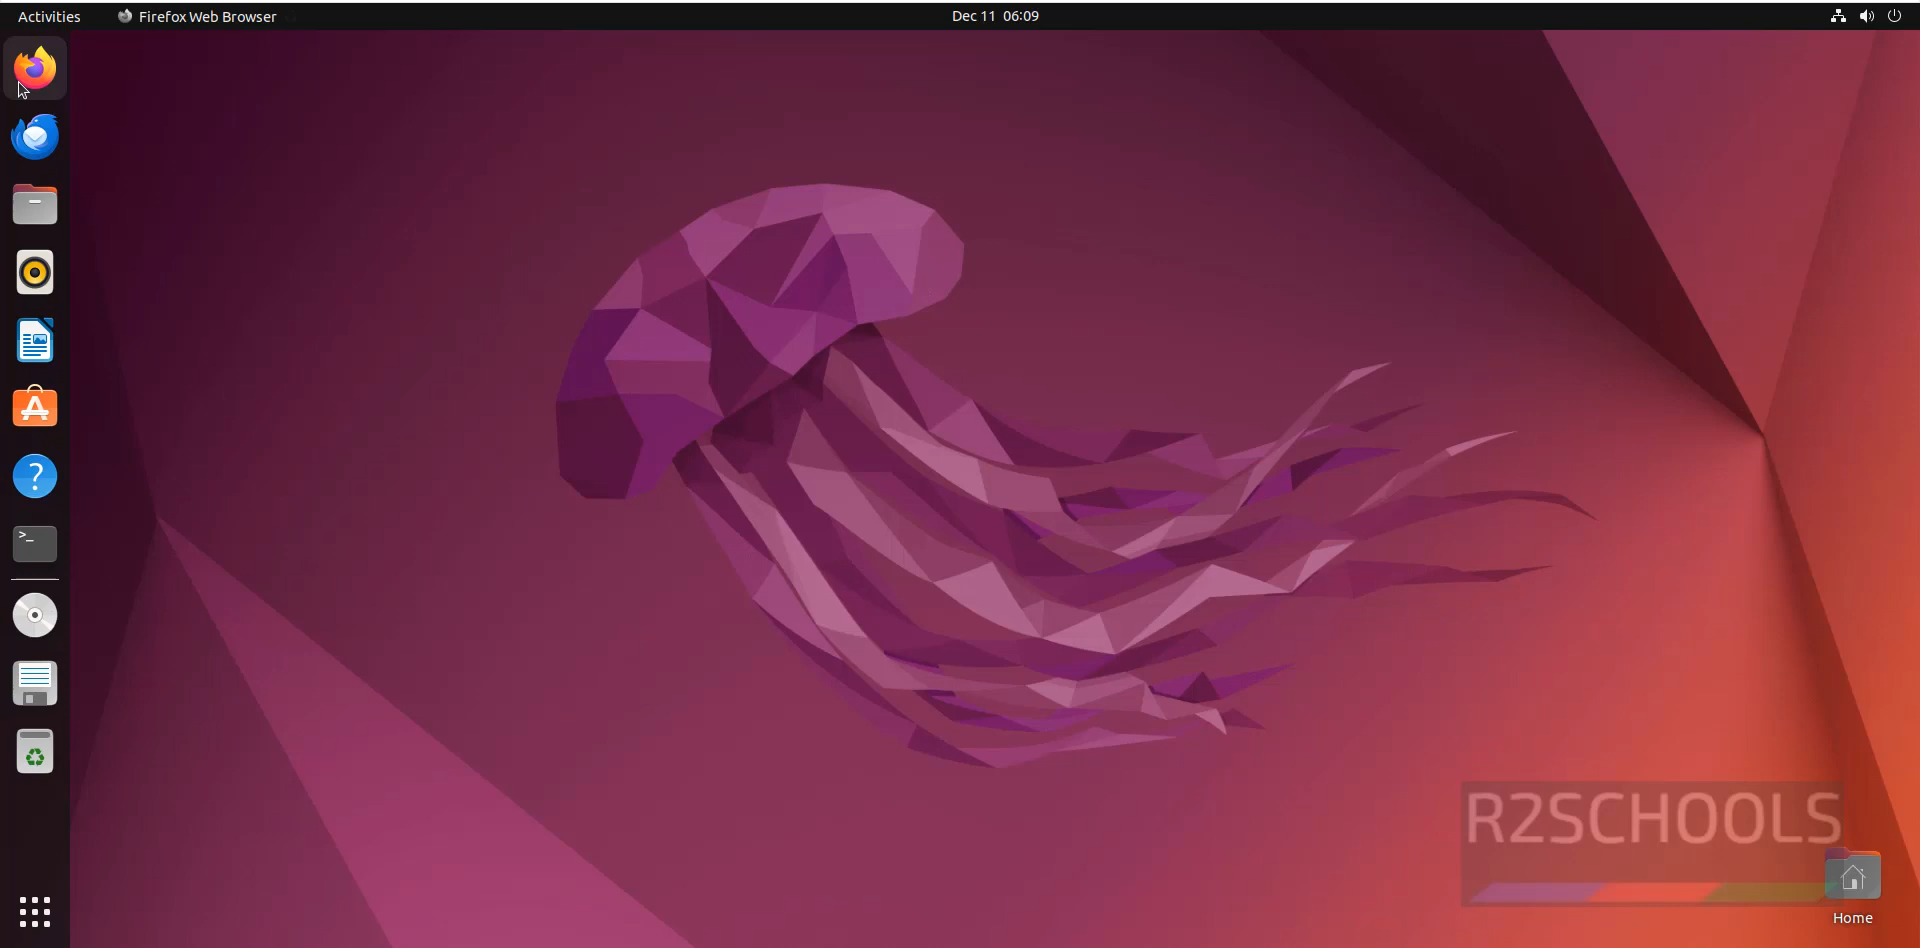 Activities
Firefox Web Browser
Dec 11 06:09
?
>_
R2SCHOOLS
Home